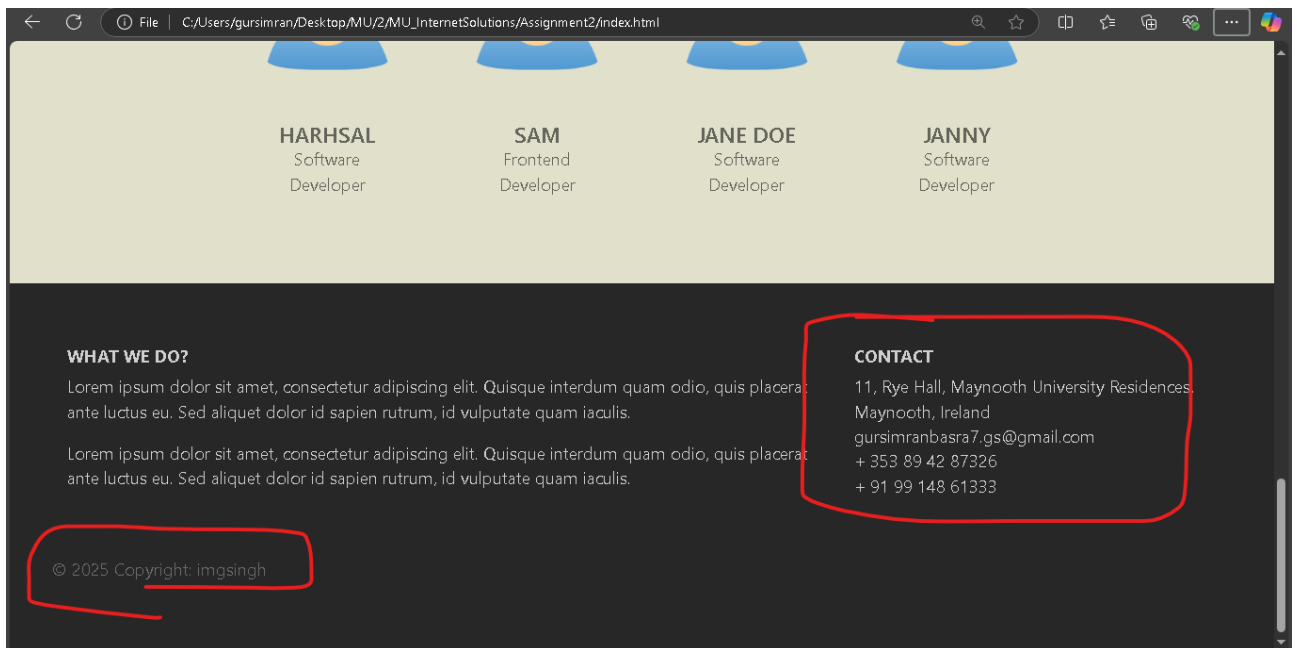 File
C:/Users/gursimran/Desktop/MU/2/MU_InternetSolutions/Assignment2/index.html
HARHSAL SAM JANE DOE JANNY
Software Frontend Software Software
Developer Developer Developer Developer
WHAT WE DO?
Lorem ipsum dolor sit amet, consectetur adipiscing elit. Quisque interdum quam odio, quis placerat
ante luctus eu. Sed aliquet dolor id sapien rutrum, id vulputate quam iaculis.
Lorem ipsum dolor sit amet, consectetur adipiscing elit. Quisque interdum quam odio, quis placerat
ante luctus eu. Sed aliquet dolor id sapien rutrum, id vulputate quam iaculis.
CONTACT
11, Rye Hall, Maynooth University Residences,
Maynooth, Ireland
gursimranbasra7.gs@gmail.com
+ 353 89 42 87326
+ 91 99 148 61333
© 2025 Copyright: imgsingh